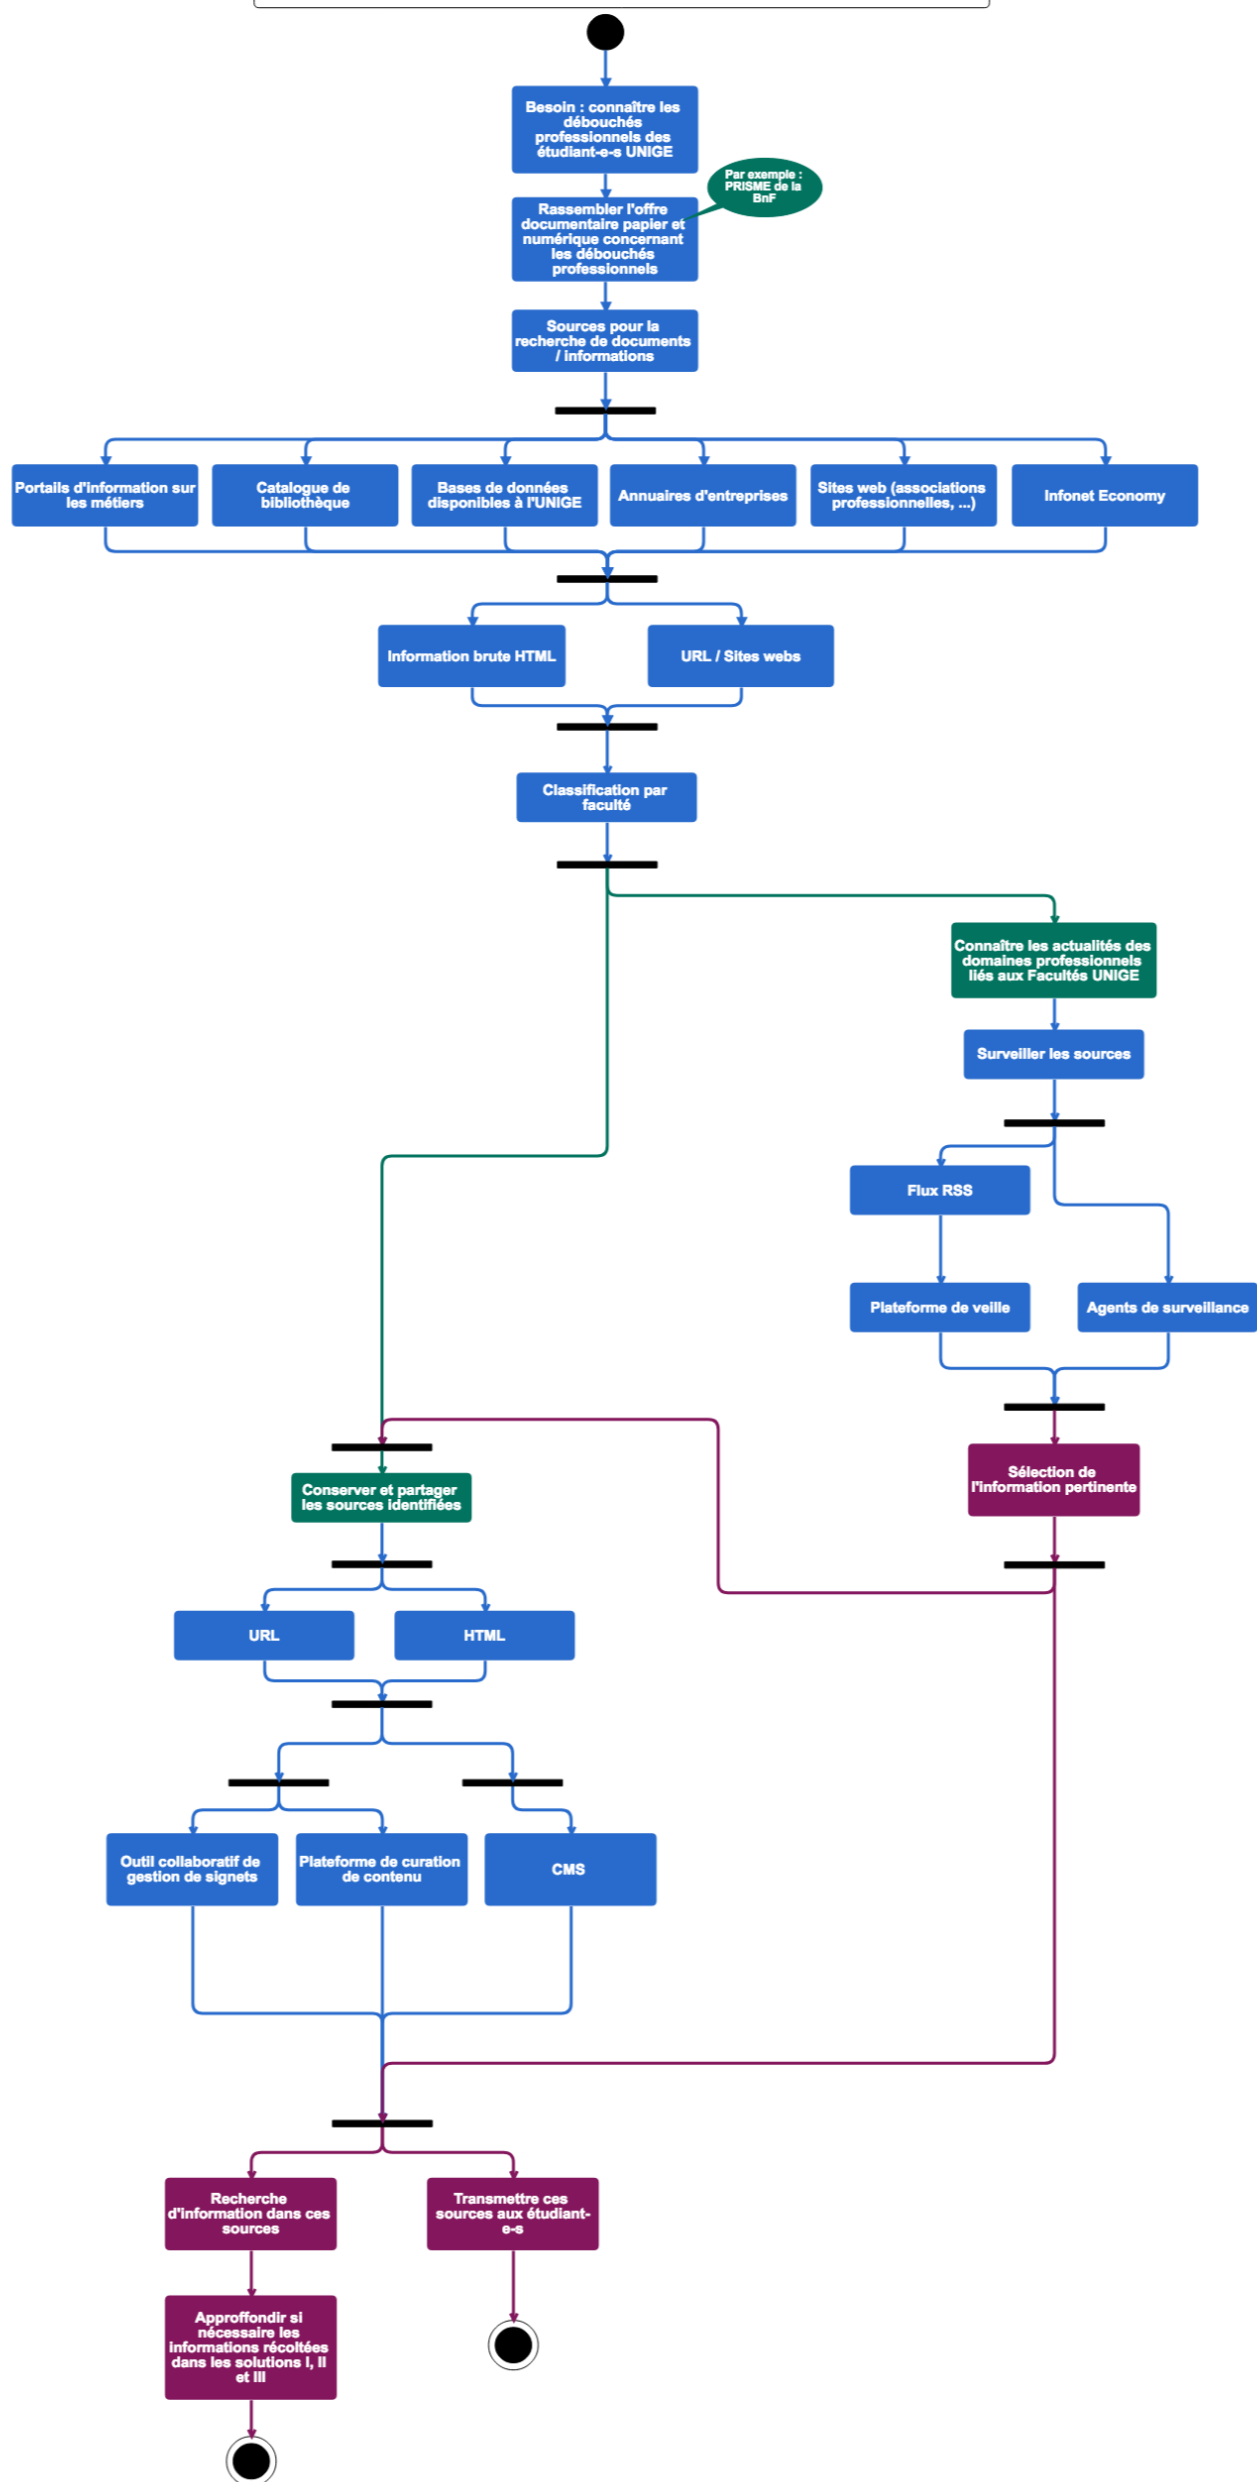 Besoin : connaître les
débouchés
professionnels des
étudiant-e-s UNIGE
Par exemple :
PRISME de la
BnF
Rassembler l'offre
documentaire papier et
numérique concernant
les débouchés
professionnels
Sources pour la
recherche de documents
/ informations
Portails d'information sur
les métiers
Catalogue de
bibliothèque
Bases de données
disponibles à l'UNIGE
Annuaires d'entreprises
Sites web (associations
professionnelles, ...)
Infonet Economy
Information brute HTML
URL / Sites webs
Classification par
faculté
Connaître les actualités des
domaines professionnels
liés aux Facultés UNIGE
Surveiller les sources
Flux RSS
Plateforme de veille
Agents de surveillance
Sélection de
l'information pertinente
Conserver et partager
les sources identifiées
URL
HTML
Outil collaboratif de
gestion de signets
Plateforme de curation
de contenu
CMS
Recherche
d'information dans ces
sources
Transmettre ces
sources aux étudiant-
e-s
Approffondir si
nécessaire les
informations récoltées
dans les solutions I, II
et III